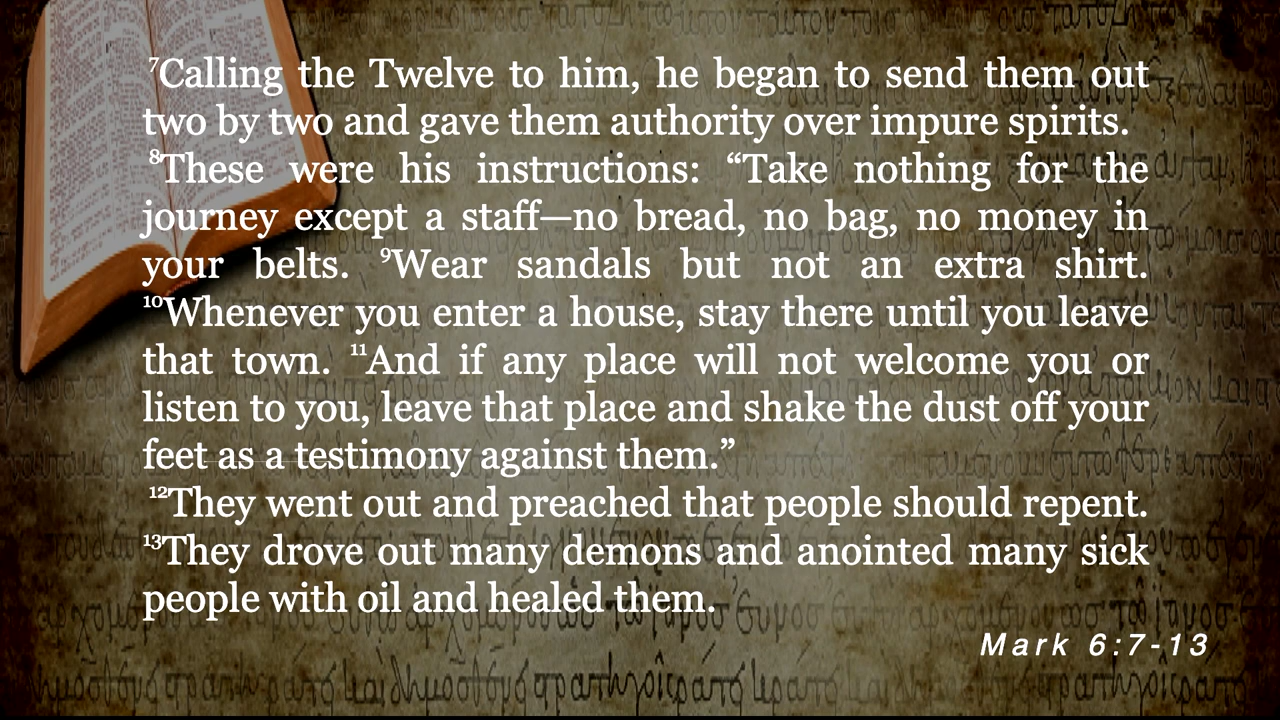 ⁷Calling the Twelve to him, he began to send them out
two by two and gave them authority over impure spirits.
⁸These were his instructions: “Take nothing for the
journey except a staff—no bread, no bag, no money in
your belts. ⁹Wear sandals but not an extra shirt.
¹⁰Whenever you enter a house, stay there until you leave
that town. ¹¹And if any place will not welcome you or
listen to you, leave that place and shake the dust off your
feet as a testimony against them.”
¹²They went out and preached that people should repent.
¹³They drove out many demons and anointed many sick
people with oil and healed them.
Mark 6:7-13